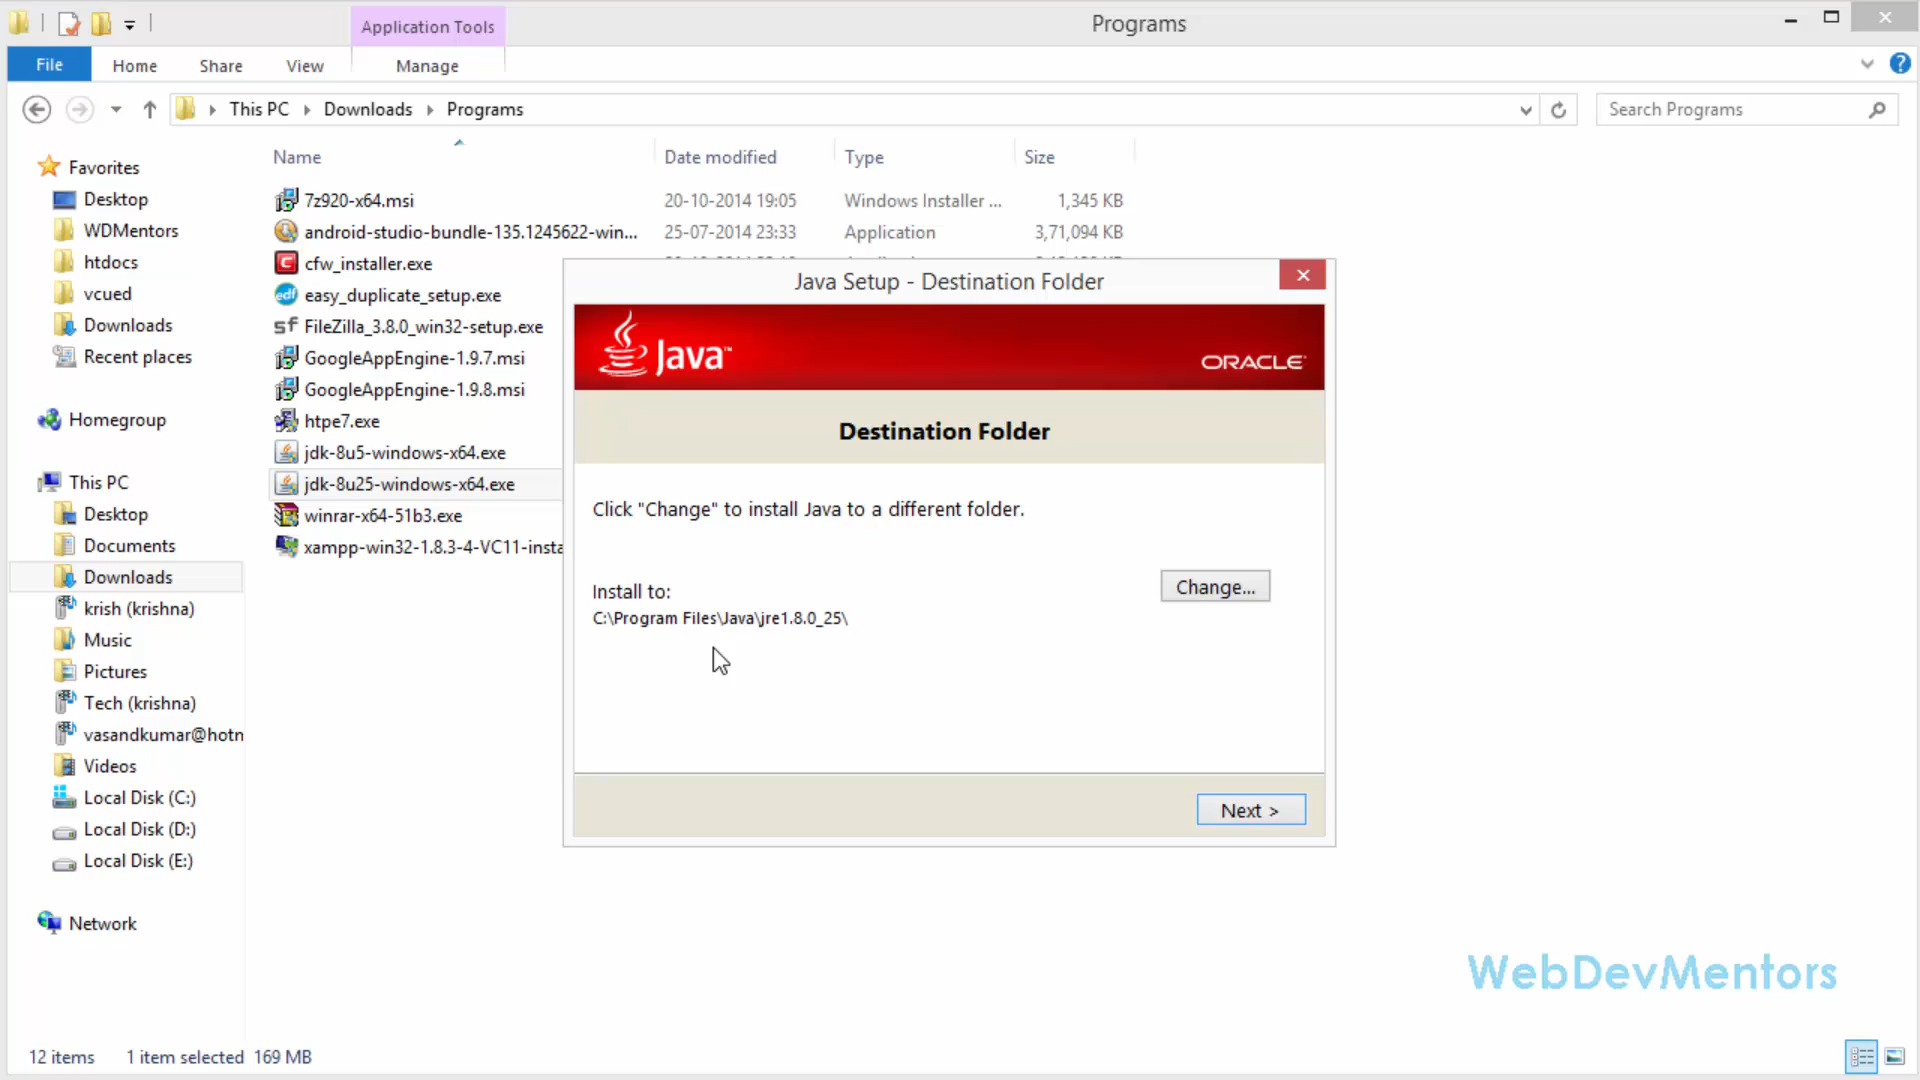 Application Tools
Programs
File
Home
Share
View
Manage
This PC
Downloads
Programs
Search Programs
Name
Date modified
Type
Size
Favorites
Desktop
WDMentors
htdocs
vcued
Downloads
Recent places
Homegroup
This PC
Desktop
Documents
Downloads
krish (krishna)
Music
Pictures
Tech (krishna)
vasandkumar@hotn
Videos
Local Disk (C:)
Local Disk (D:)
Local Disk (E:)
Network
7z920-x64.msi 20-10-2014 19:05 Windows Installer ... 1,345 KB
android-studio-bundle-135.1245622-win... 25-07-2014 23:33 Application 3,71,094 KB
cfw_installer.exe
easy_duplicate_setup.exe
FileZilla_3.8.0_win32-setup.exe
GoogleAppEngine-1.9.7.msi
GoogleAppEngine-1.9.8.msi
htpe7.exe
jdk-8u5-windows-x64.exe
jdk-8u25-windows-x64.exe
winrar-x64-51b3.exe
xampp-win32-1.8.3-4-VC11-insta
Java Setup - Destination Folder
Java™
ORACLE
Destination Folder
Click "Change" to install Java to a different folder.
Install to:
Change...
C:\Program Files\Java\jre1.8.0_25\
Next >
WebDevMentors
12 items 1 item selected 169 MB